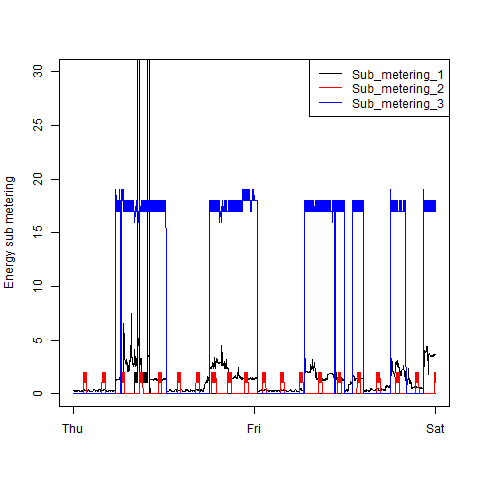 Sub_metering_1
Sub_metering_2
Sub_metering_3
Energy sub metering
30
25
20
15
10
5
0
Thu Fri Sat